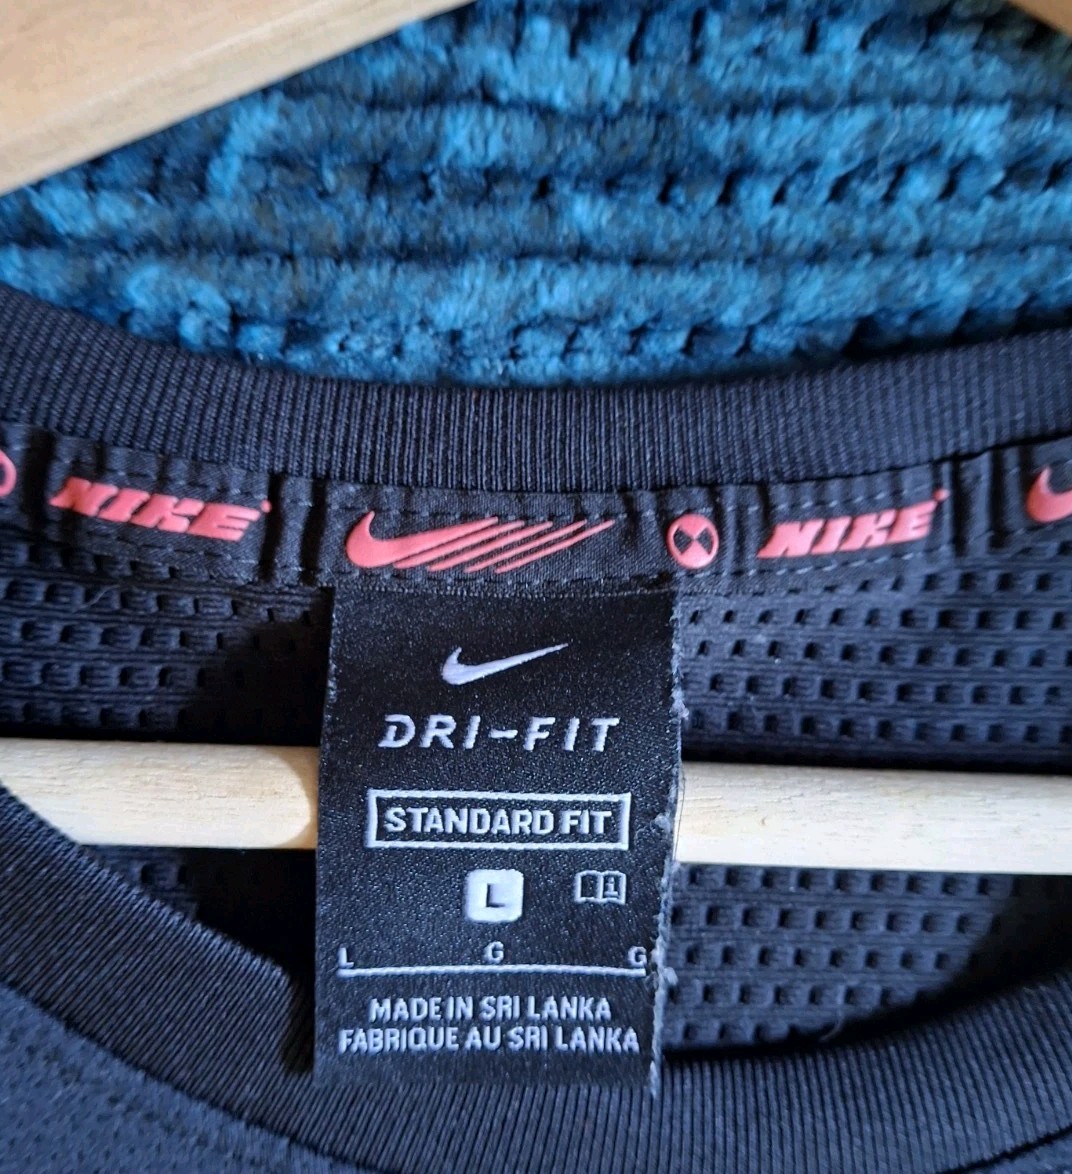 NIKE NIKE
DRI-FIT
STANDARD FIT
L
L G G
MADE IN SRI LANKA
FABRIQUE AU SRI LANKA